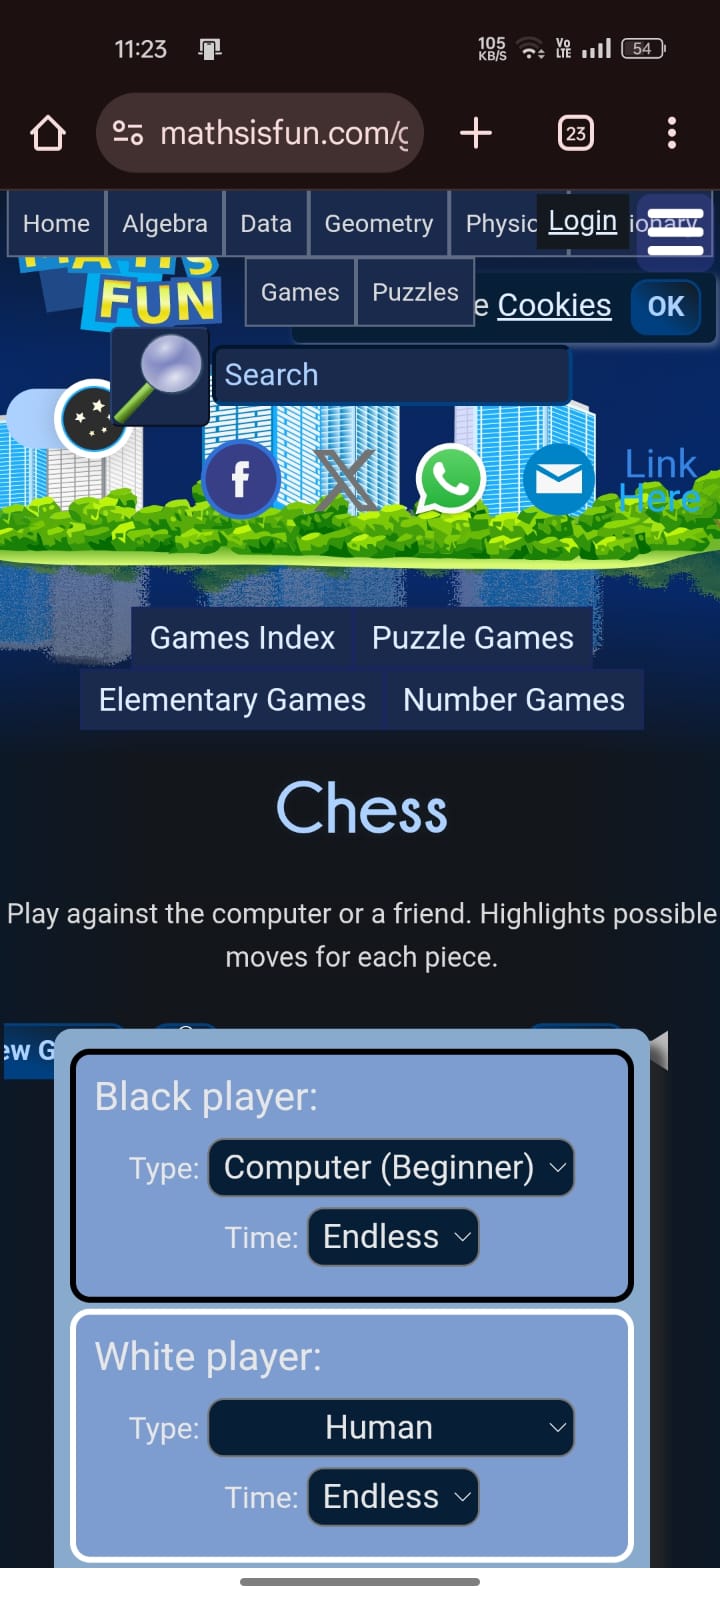 11:23 105 KB/S Vo LTE 54
mathsisfun.com/g 23
Home Algebra Data Geometry Physic Login ionary
MATHS
FUN
Games Puzzles e Cookies OK
Search
f X Link
Here
Games Index Puzzle Games
Elementary Games Number Games
Chess
Play against the computer or a friend. Highlights possible
moves for each piece.
ew G
Black player:
Type: Computer (Beginner)
Time: Endless
White player:
Type: Human
Time: Endless